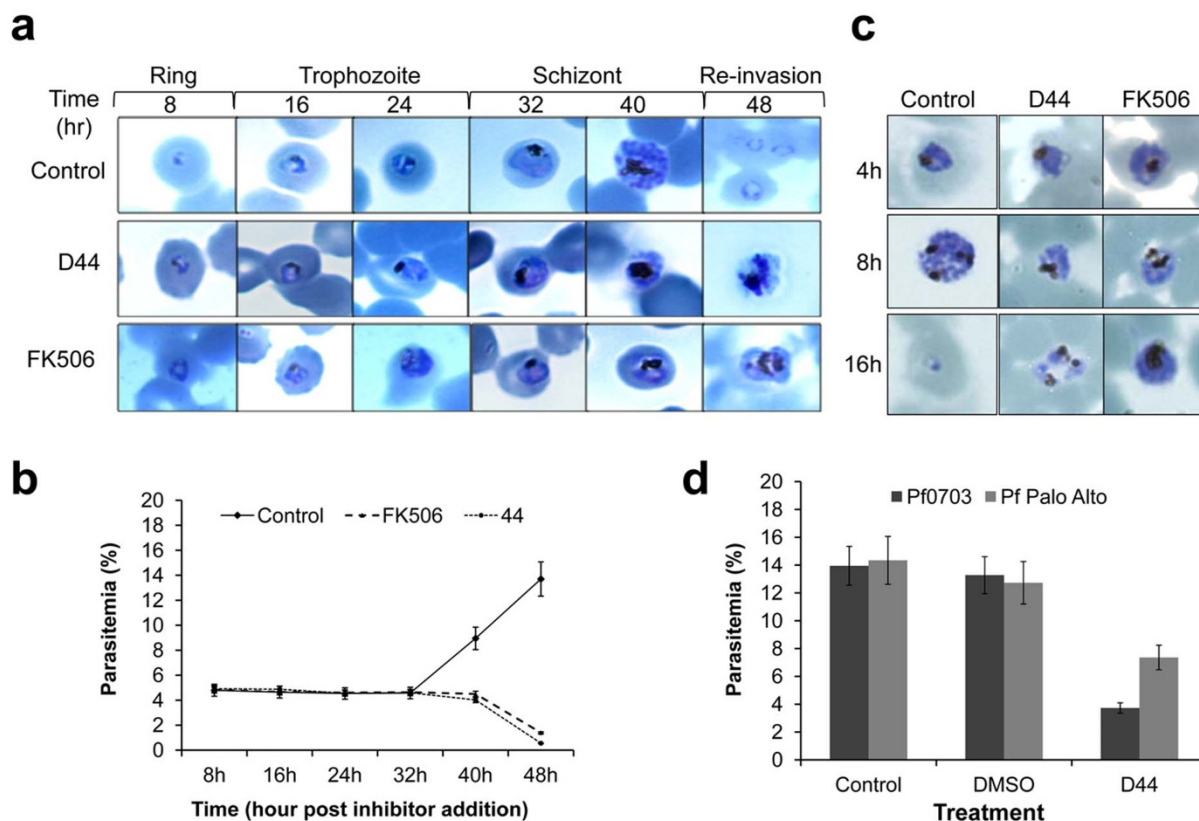 a
Ring Trophozoite Schizont Re-invasion
Time (hr) 8 16 24 32 40 48
Control
D44
FK506
b
20
18
16
14
12
10
8
6
4
2
0
Parasitemia (%)
Control FK506 44
8h 16h 24h 32h 40h 48h
Time (hour post inhibitor addition)
c
Control D44 FK506
4h
8h
16h
d
20
18
16
14
12
10
8
6
4
2
0
Parasitemia (%)
Pf0703 Pf Palo Alto
Control DMSO D44
Treatment